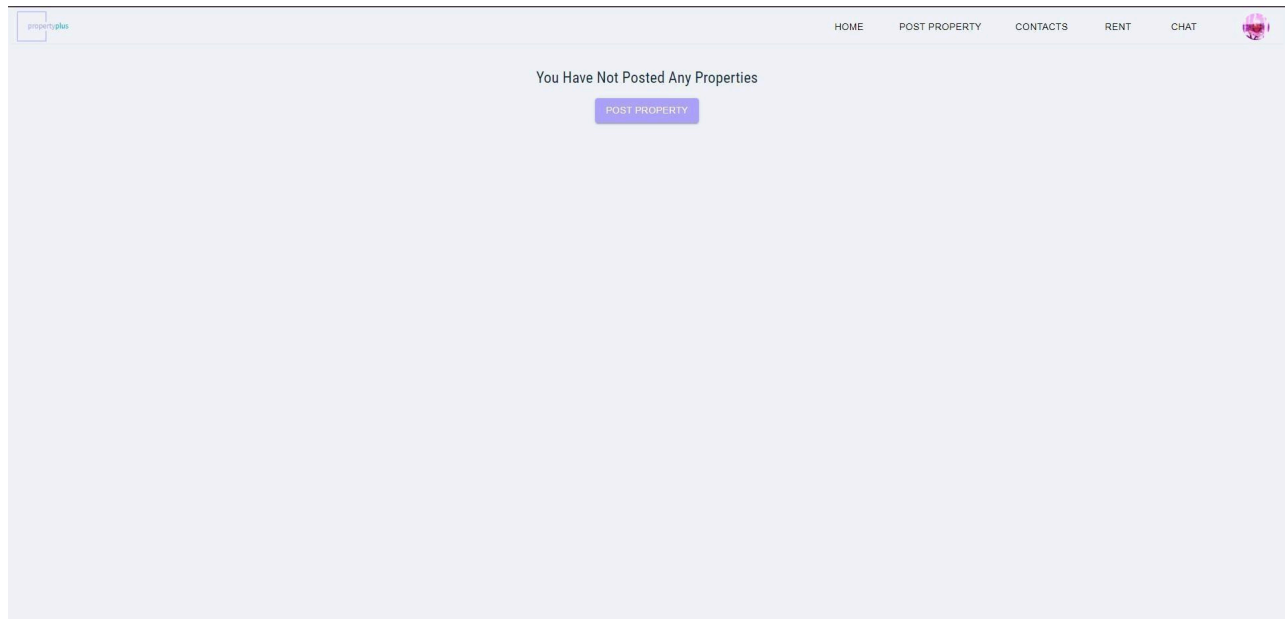 propertyplus
HOME POST PROPERTY CONTACTS RENT CHAT
You Have Not Posted Any Properties
POST PROPERTY